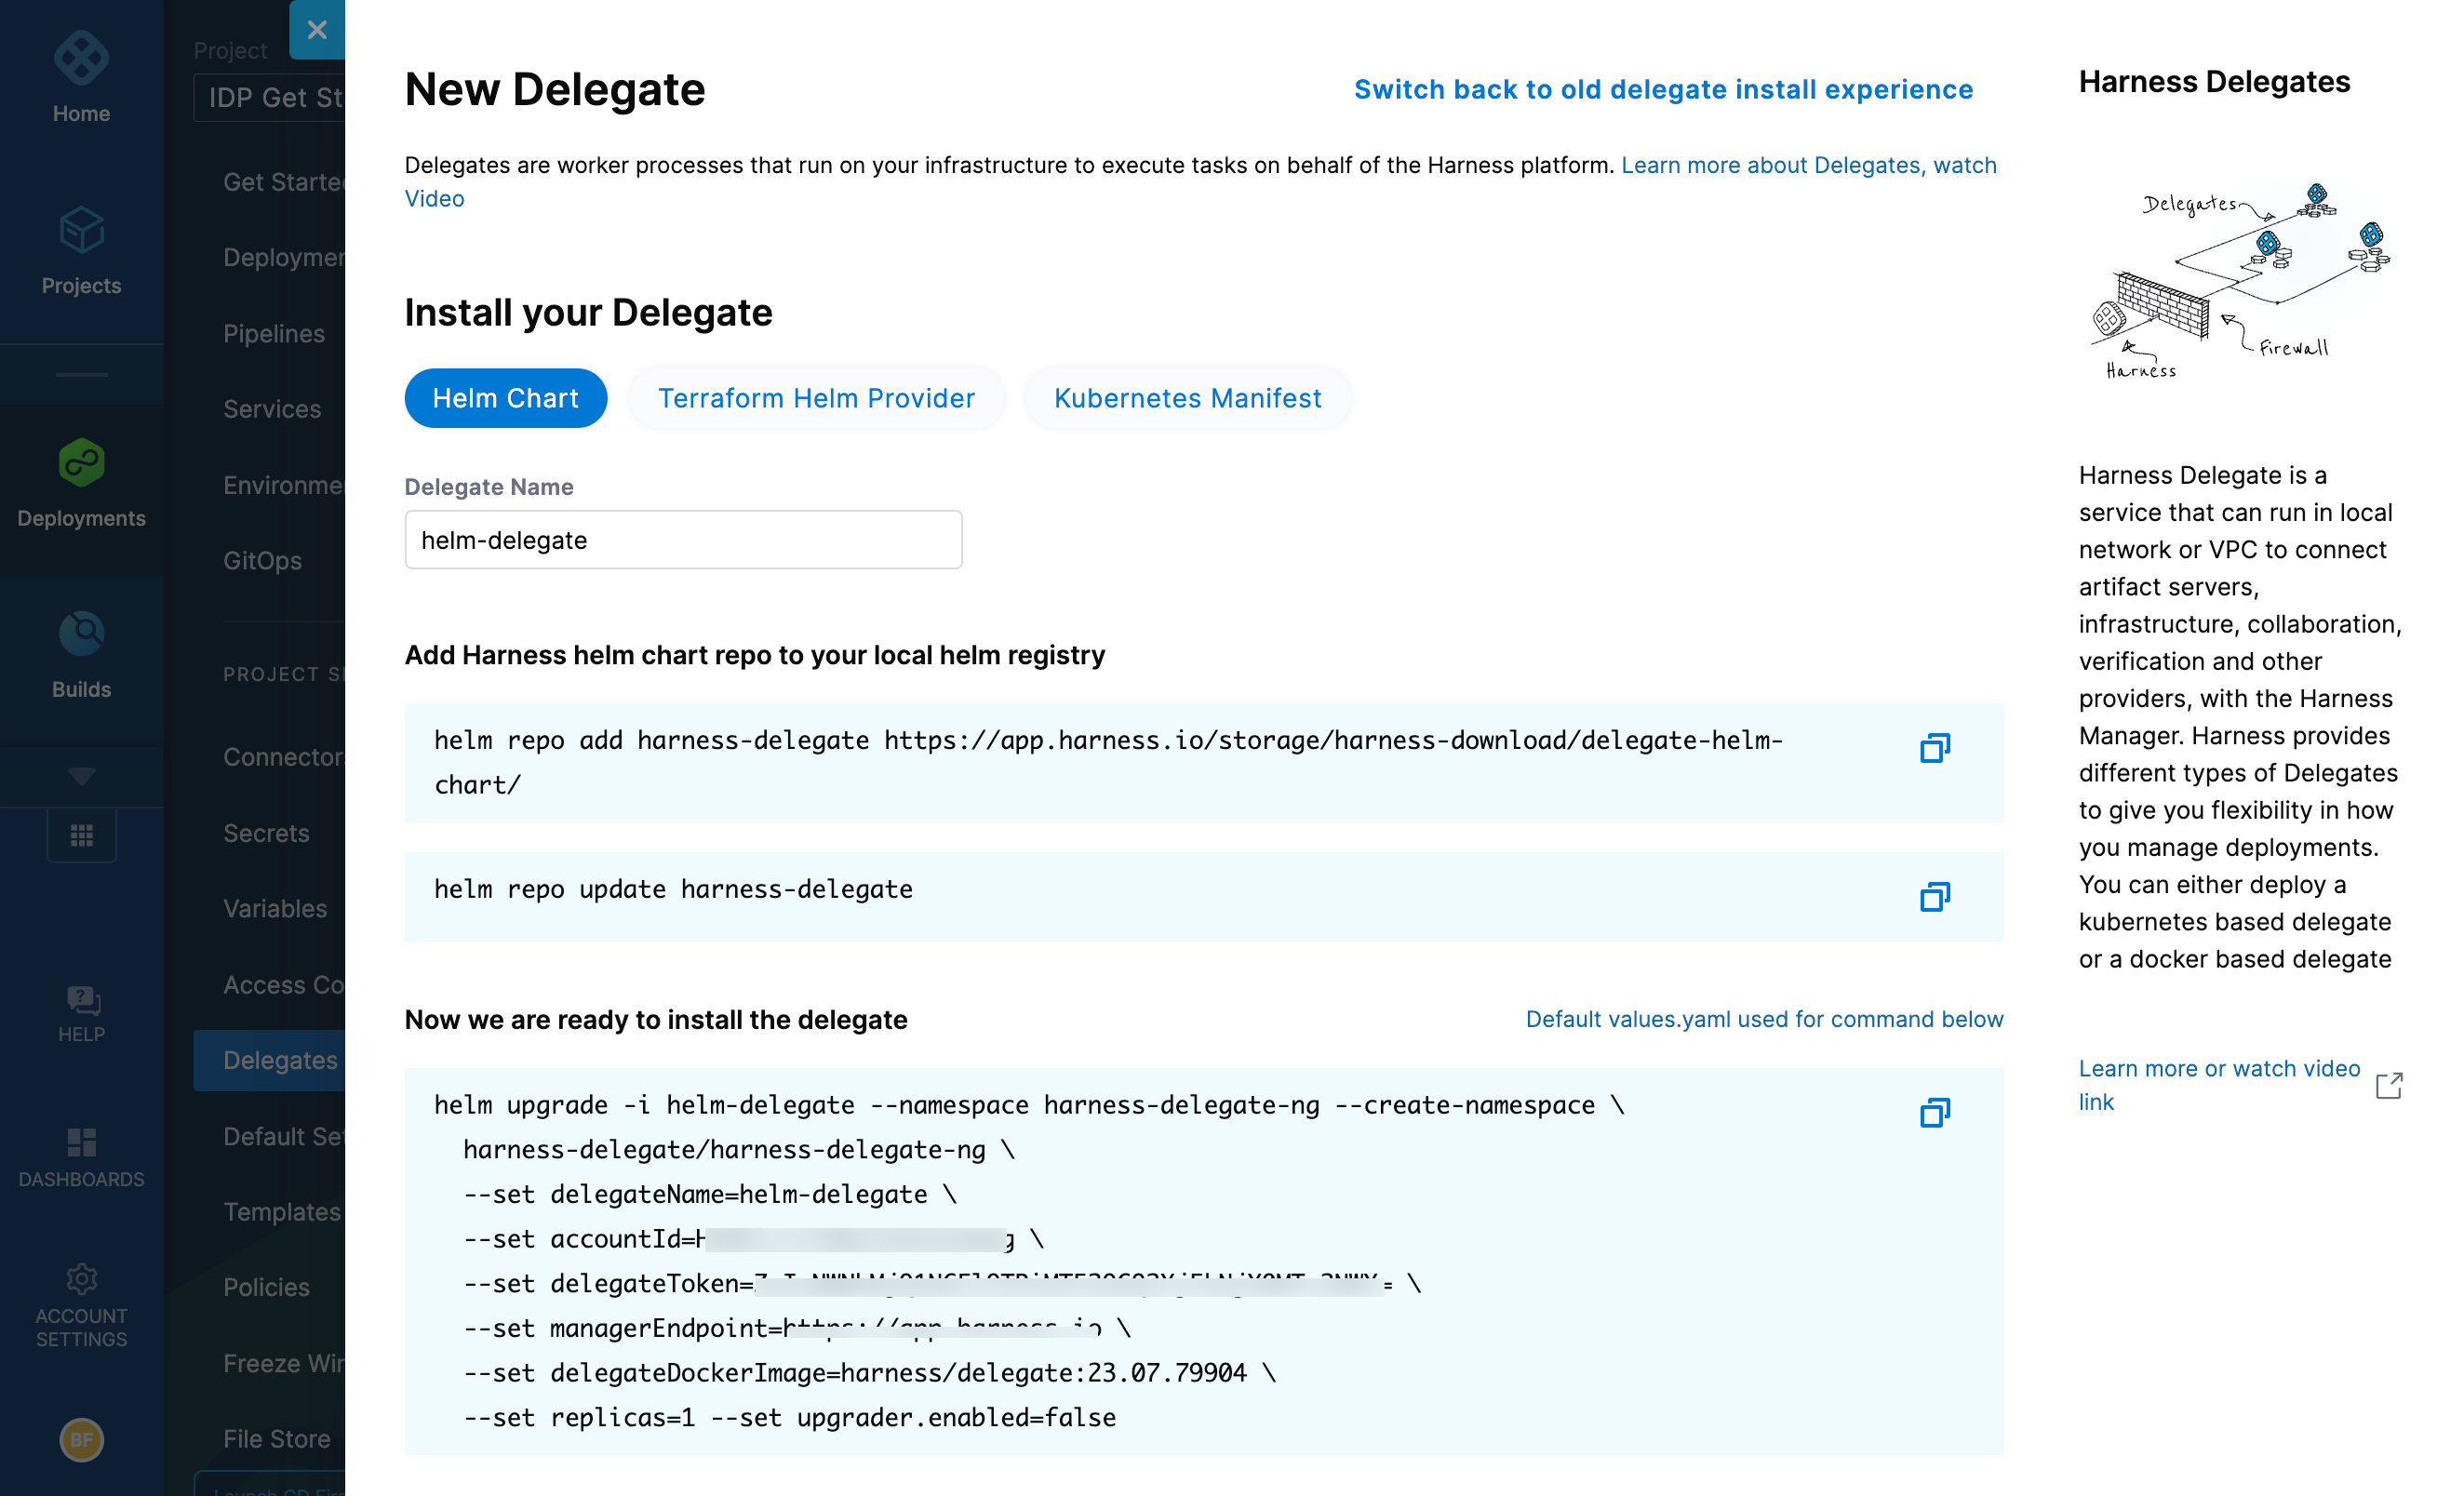 Home
Projects
Deployments
Builds
HELP
DASHBOARDS
ACCOUNT
SETTINGS
BF
Project
IDP Get St
Get Starte
Deploymer
Pipelines
Services
Environme
GitOps
PROJECT S
Connector
Secrets
Variables
Access Co
Delegates
Default Se
Templates
Policies
Freeze Wir
File Store
New Delegate
Switch back to old delegate install experience
Delegates are worker processes that run on your infrastructure to execute tasks on behalf of the Harness platform. Learn more about Delegates, watch
Video
Install your Delegate
Helm Chart
Terraform Helm Provider
Kubernetes Manifest
Delegate Name
helm-delegate
Add Harness helm chart repo to your local helm registry
helm repo add harness-delegate https://app.harness.io/storage/harness-download/delegate-helm-
chart/
helm repo update harness-delegate
Now we are ready to install the delegate
Default values.yaml used for command below
helm upgrade -i helm-delegate --namespace harness-delegate-ng --create-namespace \
harness-delegate/harness-delegate-ng \
--set delegateName=helm-delegate \
--set accountId= \
--set delegateToken= \
--set managerEndpoint=https://app.harness.io \
--set delegateDockerImage=harness/delegate:23.07.79904 \
--set replicas=1 --set upgrader.enabled=false
Harness Delegates
Delegates
Firewall
Harness
Harness Delegate is a
service that can run in local
network or VPC to connect
artifact servers,
infrastructure, collaboration,
verification and other
providers, with the Harness
Manager. Harness provides
different types of Delegates
to give you flexibility in how
you manage deployments.
You can either deploy a
kubernetes based delegate
or a docker based delegate
Learn more or watch video
link